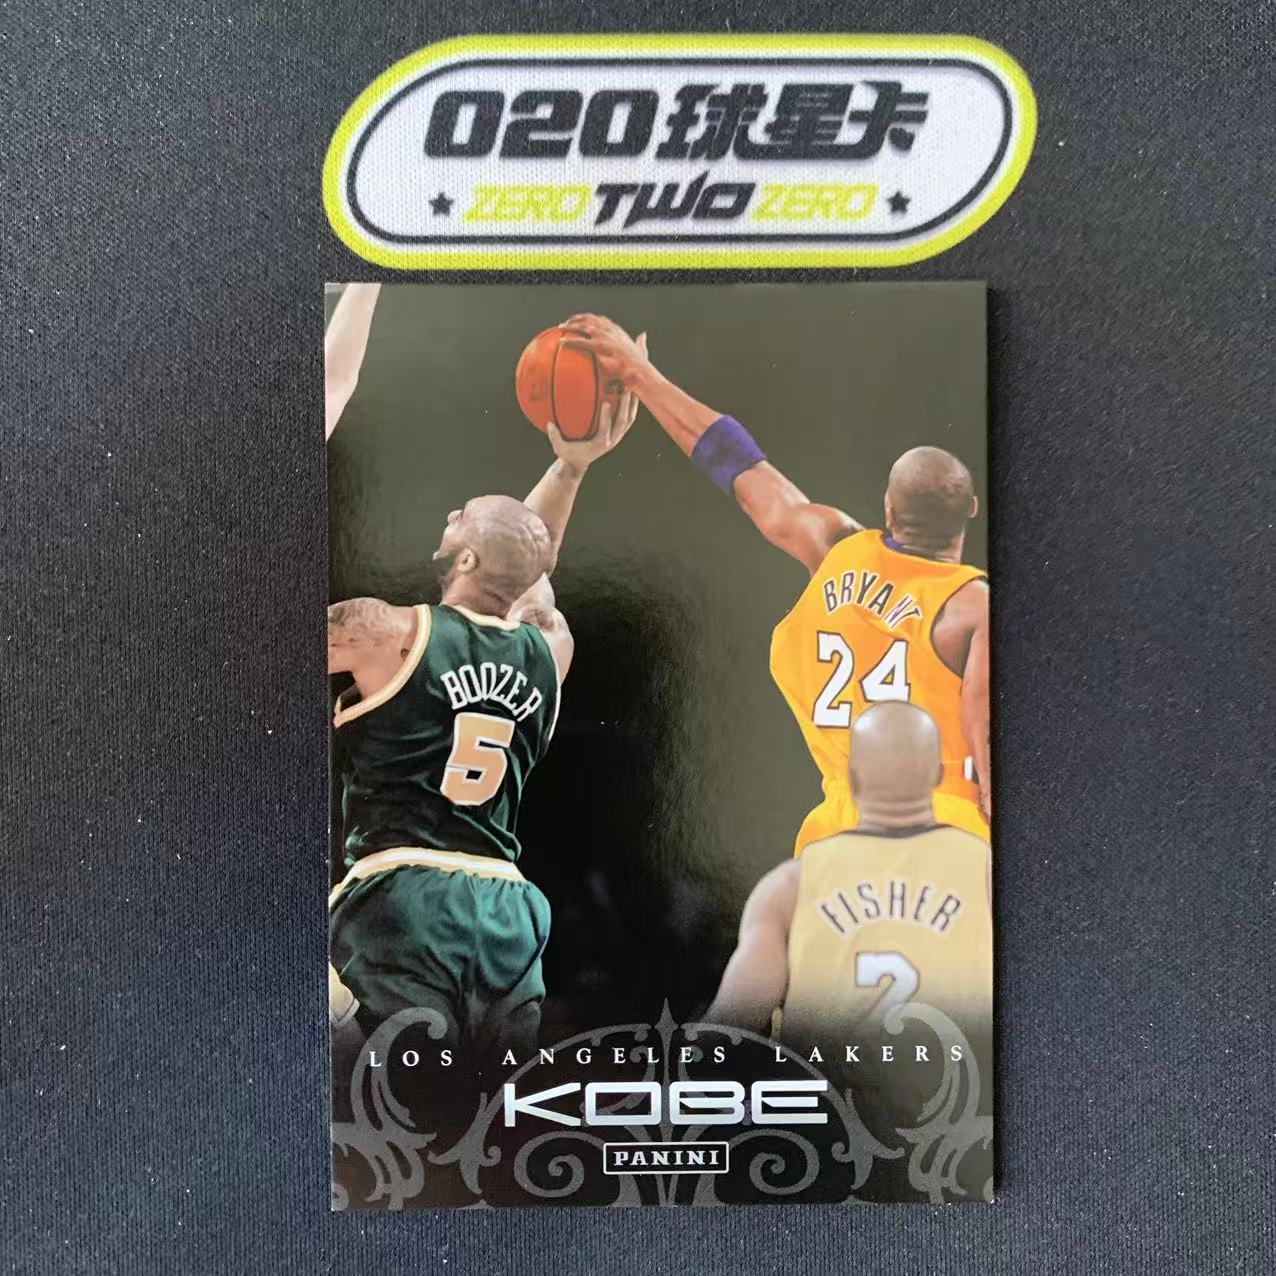 020球星卡
ZERO TWO ZERO
BRYANT
24
BOOZER
5
FISHER
2
LOS ANGELES LAKERS
KOBE
PANINI